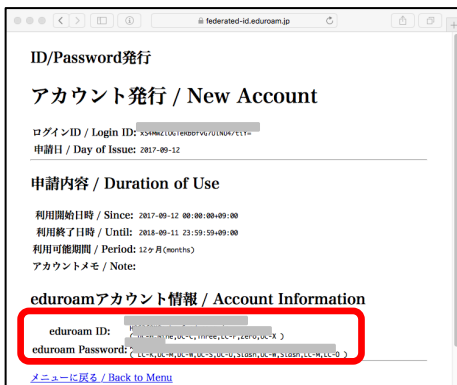 federated-id.eduroam.jp
ID/Password発行
アカウント発行 / New Account
ログインID / Login ID:
申請日 / Day of Issue: 2017-09-12
申請内容 / Duration of Use
利用開始日時 / Since: 2017-09-12 00:00:00+09:00
利用終了日時 / Until: 2018-09-11 23:59:59+09:00
利用可能期間 / Period: 12ヶ月(months)
アカウントメモ / Note:
eduroamアカウント情報 / Account Information
eduroam ID:
eduroam Password:
メニューに戻る / Back to Menu